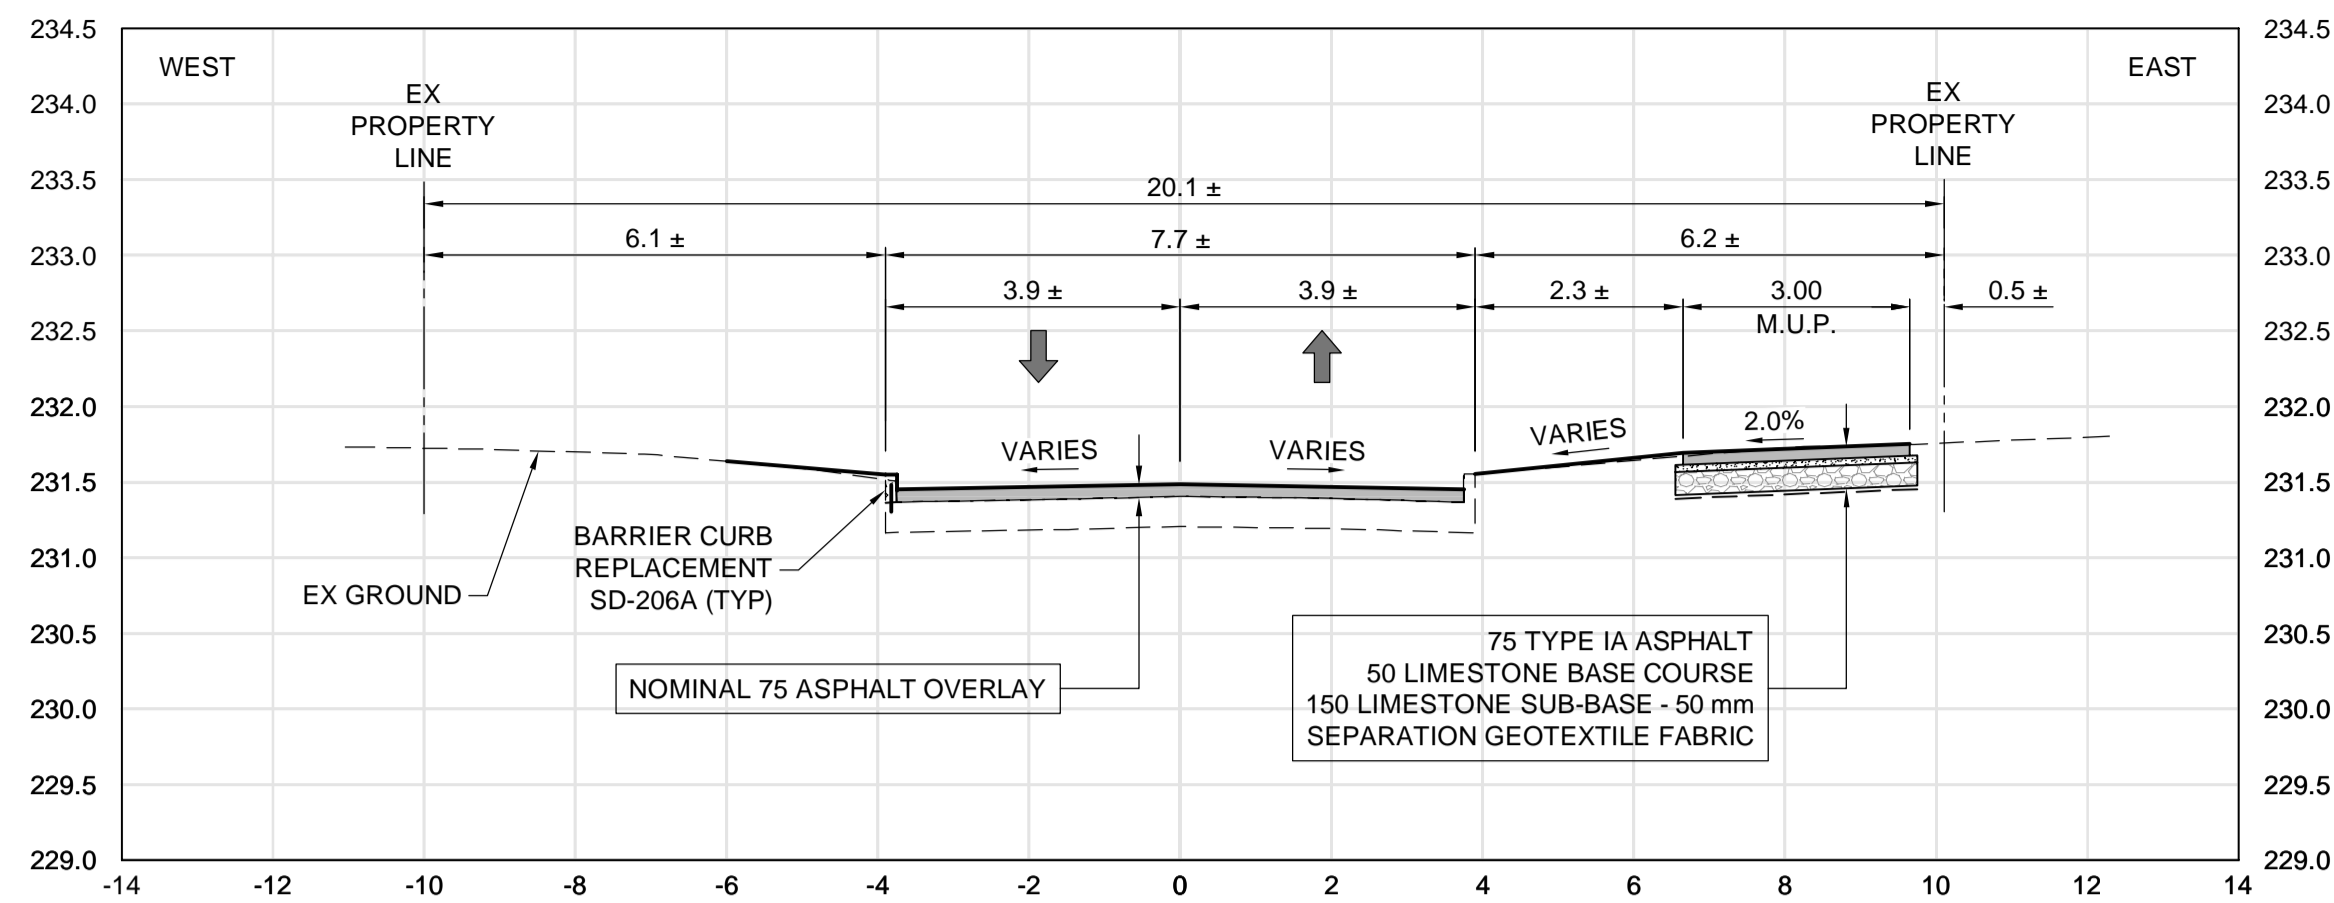 234.5
234.5
WEST
EAST
EX
PROPERTY
LINE
EX
PROPERTY
LINE
234.0
234.0
233.5
233.5
20.1 ±
6.1 ±
7.7 ±
6.2 ±
233.0
233.0
3.9 ±
3.9 ±
2.3 ±
3.00
M.U.P.
0.5 ±
232.5
232.5
232.0
232.0
VARIES
VARIES
VARIES
2.0%
231.5
231.5
BARRIER CURB
REPLACEMENT
SD-206A (TYP)
EX GROUND
231.0
231.0
230.5
230.5
NOMINAL 75 ASPHALT OVERLAY
75 TYPE IA ASPHALT
50 LIMESTONE BASE COURSE
150 LIMESTONE SUB-BASE - 50 mm
SEPARATION GEOTEXTILE FABRIC
230.0
230.0
229.5
229.5
229.0
229.0
-14 -12 -10 -8 -6 -4 -2 0 2 4 6 8 10 12 14